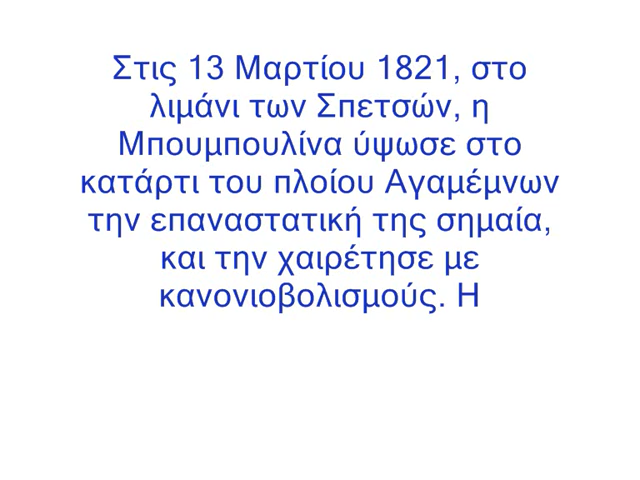 Στις 13 Μαρτίου 1821, στο
λιμάνι των Σπετσών, η
Μπουμπουλίνα ύψωσε στο
κατάρτι του πλοίου Αγαμέμνων
την επαναστατική της σημαία,
και την χαιρέτησε με
κανονιοβολισμούς. Η